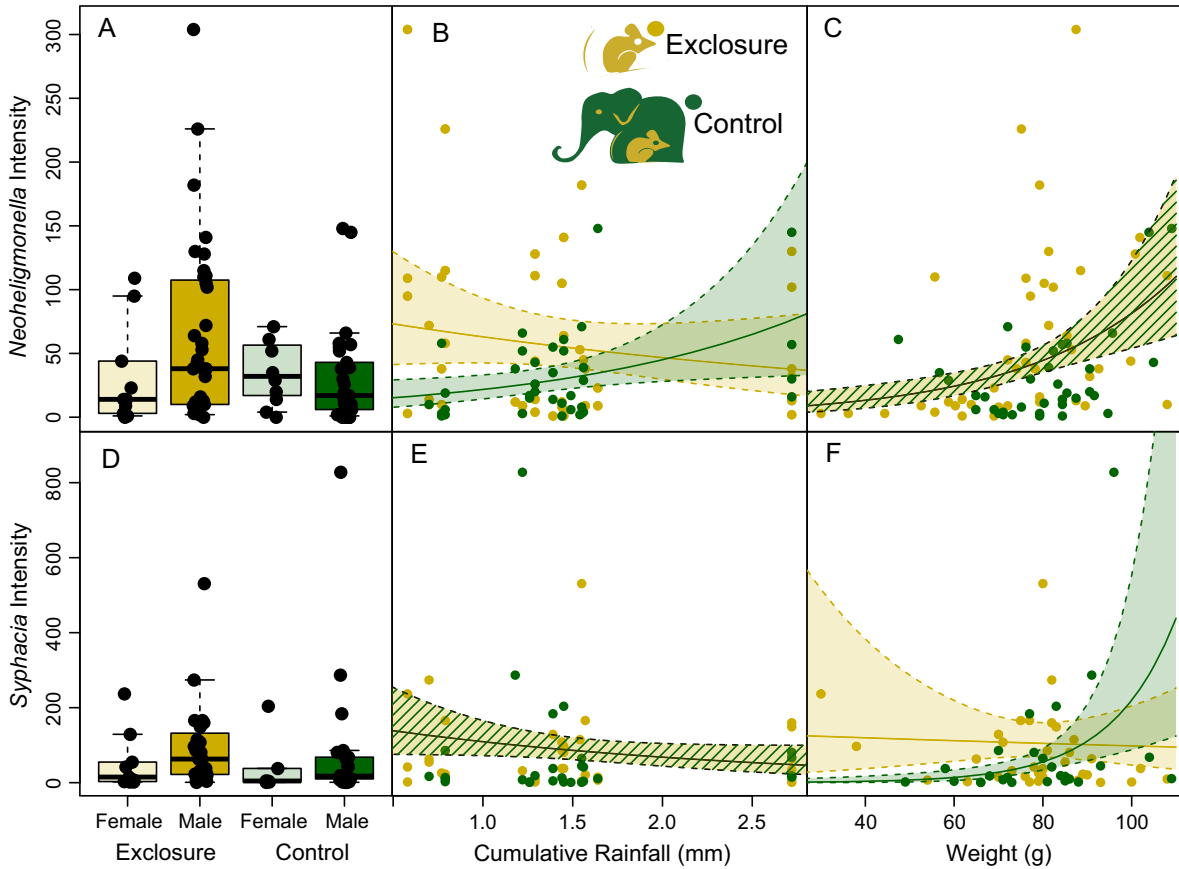 A
B
C
Exclosure
Control
Neoheligmonella Intensity
0
50
100
150
200
250
300
D
E
F
Syphacia Intensity
0
200
400
600
800
Female
Male
Female
Male
Exclosure
Control
1.0
1.5
2.0
2.5
Cumulative Rainfall (mm)
40
60
80
100
Weight (g)